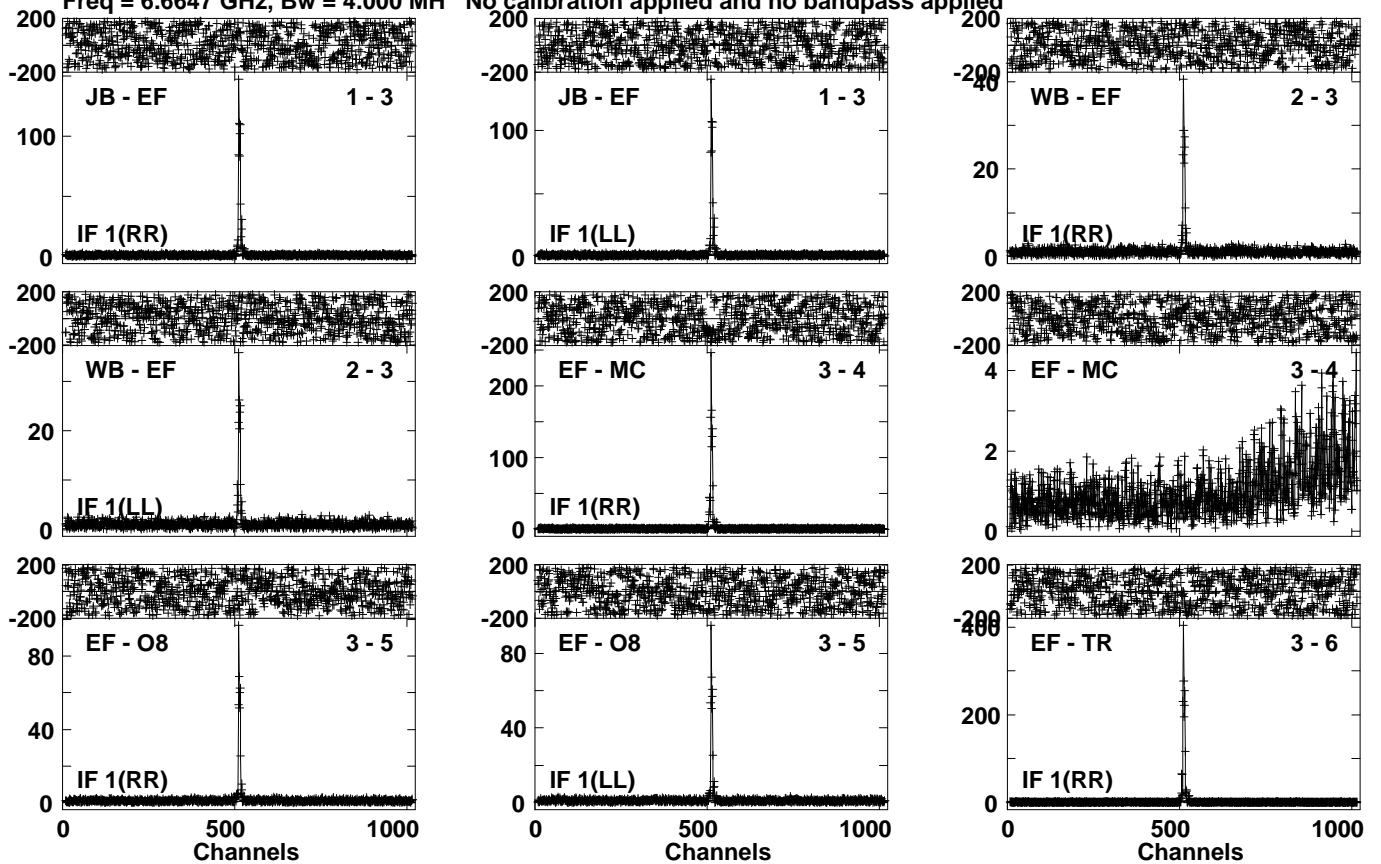 Freq = 6.6647 GHz, Bw = 4.000 MH No calibration applied and no bandpass applied
200 200 200
-200 -200 -200
JB - EF 1 - 3 JB - EF 1 - 3 WB - EF 2 - 3
40
100 100
20
IF 1(RR) IF 1(LL) IF 1(RR)
0 0 0
200 200 200
-200 -200 -200
WB - EF 2 - 3 EF - MC 3 - 4 EF - MC 3 - 4
4
200
20
2
100
IF 1(LL) IF 1(RR)
0 0 0
200 200 200
-200 -200 -200
400
EF - O8 3 - 5 EF - O8 3 - 5 EF - TR 3 - 6
80 80
200
40 40
IF 1(RR) IF 1(LL) IF 1(RR)
0 0 0
0 500 1000 0 500 1000 0 500 1000
Channels Channels Channels